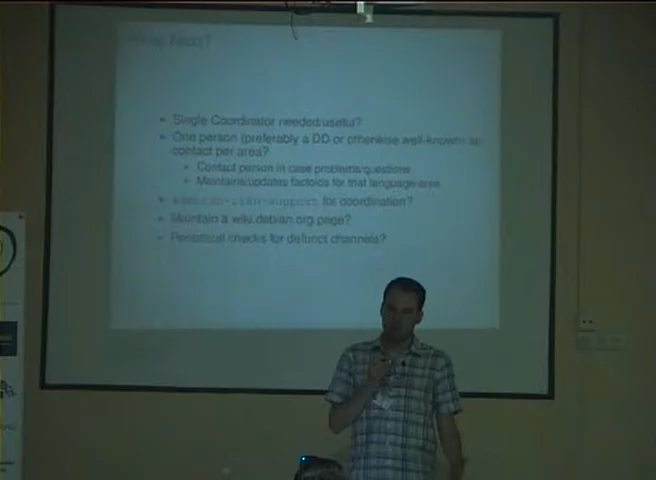 Single Coordinator needed/useful?
One person (preferably a DD or otherwise well-known as
contact per area?
Contact person in case problems/questions
Maintains/updates factoids for that language/area
for coordination?
Maintain a wiki.debian.org page?
Periodical checks for defunct channels?